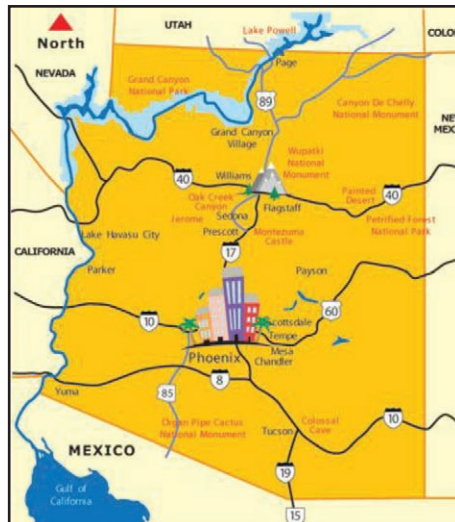 UTAH
Lake Powell
COLO
North
Page
NEVADA
Grand Canyon
National Park
89
Canyon De Chelly
National Monument
NE
MEX
Grand Canyon
Village
Wupatki
National
Monument
Williams
40
Painted
Desert
40
Oak Creek
Canyon
Flagstaff
Jerome
Sedona
Petrified Forest
National Park
Prescott
Montezuma
Castle
Lake Havasu City
17
CALIFORNIA
Parker
Payson
10
60
cottsdale
Tempe
Phoenix
Mesa
Chandler
8
Yuma
85
Organ Pipe Cactus
National Monument
Colossal
Cave
10
Tucson
MEXICO
19
Gulf of
California
15